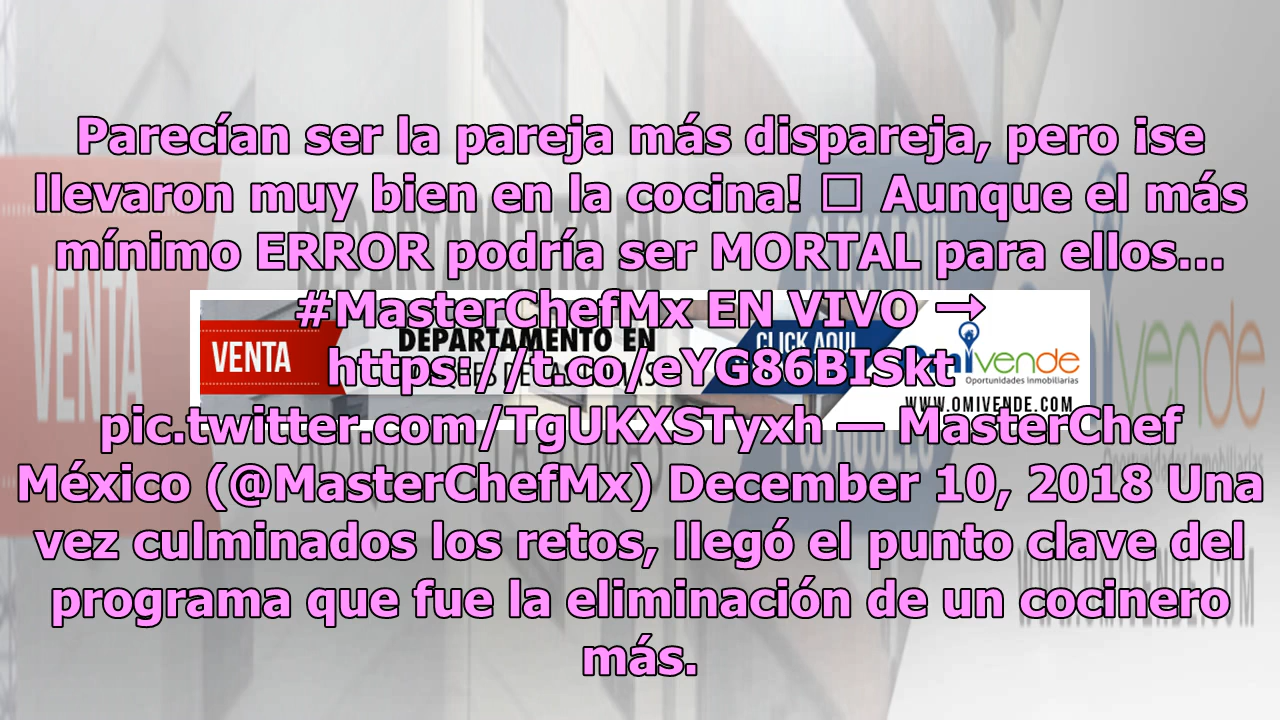 Parecían ser la pareja más dispareja, pero ¡se
llevaron muy bien en la cocina! □ Aunque el más
mínimo ERROR podría ser MORTAL para ellos...
#MasterChefMx EN VIVO →
https://t.co/eYG86BISkt
pic.twitter.com/TgUKXSTyxh — MasterChef
México (@MasterChefMx) December 10, 2018 Una
vez culminados los retos, llegó el punto clave del
programa que fue la eliminación de un cocinero
más.
VENTA
DEPARTAMENTO EN
CLICK AQUI
Omivende
Oportunidades Inmobiliarias
WWW.OMIVENDE.COM
VENTA